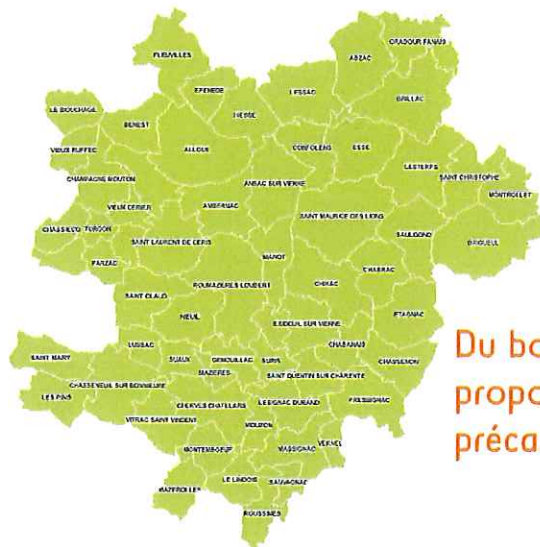 PLEUVILLES
ORADOUR FANAIS
ABZAC
EPENEDE
LESSAC
BRILLAC
HIESSE
LE BOUCHAGE
BENEST
ALLOUE
CONFOLENS
ESSE
VIEUX RUFFEC
LESTERPS
SAINT CHRISTOPHE
CHAMPAGNE MOUTON
ANSAC SUR VIENNE
MONTROLLET
VIEUX CERIER
AMBERNAC
SAINT MAURICE DES LIONS
CHASSIECQ
TURGON
SAULGOND
SAINT LAURENT DE CERIS
BRIGUEUIL
PARZAC
MANOT
CHABRAC
ROUMAZIERES LOUBERT
CHIRAC
SAINT CLAUD
ETAGNAC
NIEUIL
EXIDEUIL SUR VIENNE
LUSSAC
CHABANAIS
SAINT MARY
SUAUX
GENOUILLAC
SURIS
CHASSENON
MAZIERES
SAINT QUENTIN SUR CHARENTE
CHASSENEUIL SUR BONNIEURE
LES PINS
CHERVES CHATELARS
LESIGNAC DURAND
PRESSIGNAC
VITRAC SAINT VINCENT
MOUZON
MONTEMBOEUF
MASSIGNAC
VERNEUIL
LE LINDOIS
SAUVAGNAC
MAZEROLLES
ROUSSINES
Du bo
propo
préca